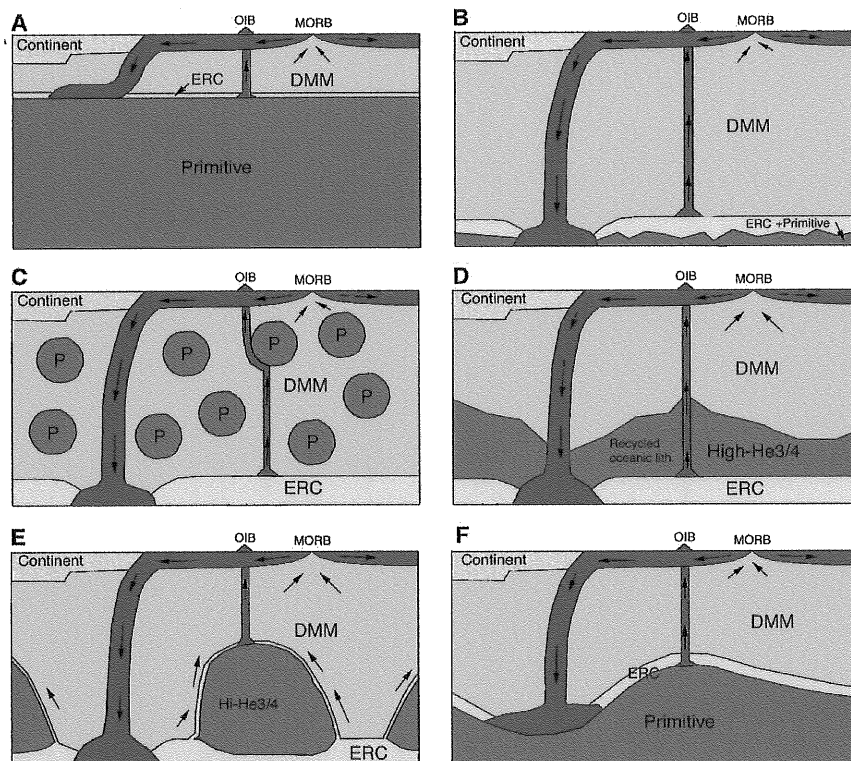 A
OIB
MORB
Continent
ERC
DMM
Primitive
B
OIB
MORB
Continent
DMM
ERC +Primitive
C
OIB
MORB
Continent
P
P
P
P
DMM
P
P
P
P
P
ERC
D
OIB
MORB
Continent
DMM
Recycled
oceanic lith
High-He3/4
ERC
E
OIB
MORB
Continent
DMM
Hi-He3/4
ERC
F
OIB
MORB
Continent
DMM
ERC
Primitive